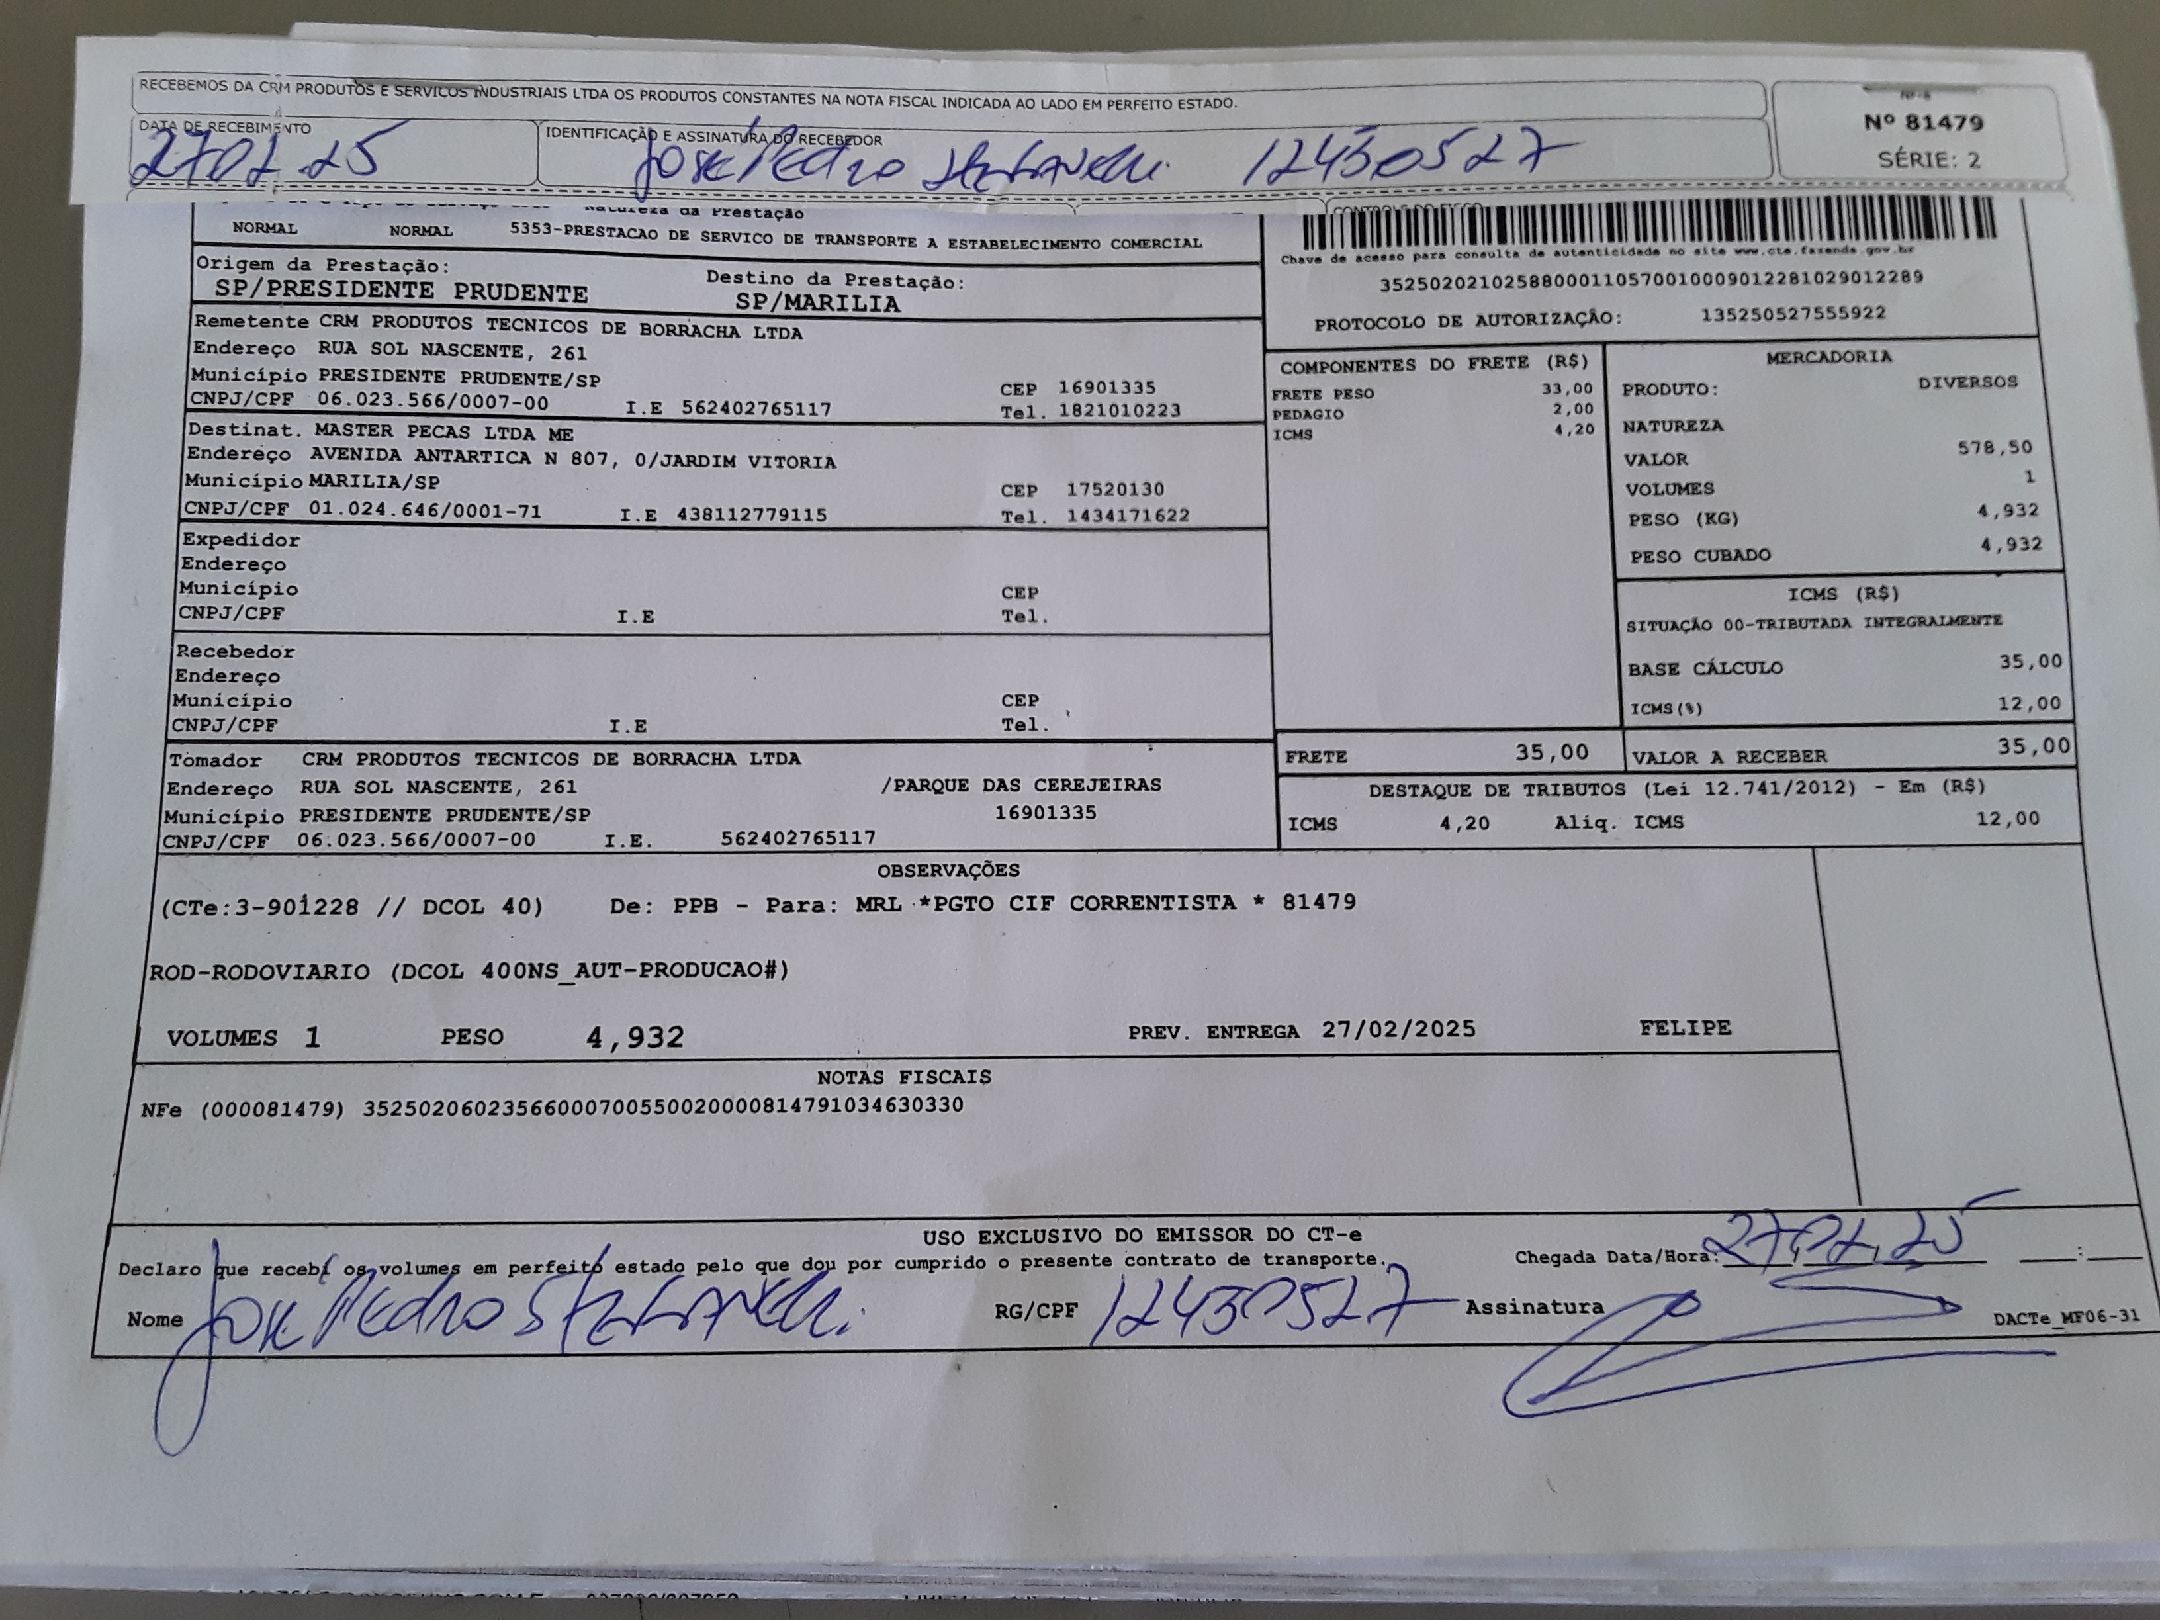 RECEBEMOS DA CRM PRODUTOS E SERVICOS INDUSTRIAIS LTDA OS PRODUTOS CONSTANTES NA NOTA FISCAL INDICADA AO LADO EM PERFEITO ESTADO.
NF-e
Nº 81479
SÉRIE: 2
DATA DE RECEBIMENTO
27 02 25
IDENTIFICAÇÃO E ASSINATURA DO RECEBEDOR
JOSE PEDRO 12430527
Natureza da Prestação
NORMAL NORMAL 5353-PRESTACAO DE SERVICO DE TRANSPORTE A ESTABELECIMENTO COMERCIAL
CONTROLE DO FISCO
Chave de acesso para consulta de autenticidade no site www.cte.fazenda.gov.br
35250202102588000110570010009012281029012289
PROTOCOLO DE AUTORIZAÇÃO: 135250527555922
Origem da Prestação: Destino da Prestação:
SP/PRESIDENTE PRUDENTE SP/MARILIA
Remetente CRM PRODUTOS TECNICOS DE BORRACHA LTDA
Endereço RUA SOL NASCENTE, 261
Município PRESIDENTE PRUDENTE/SP CEP 16901335
CNPJ/CPF 06.023.566/0007-00 I.E 562402765117 Tel. 1821010223
Destinat. MASTER PECAS LTDA ME
Endereço AVENIDA ANTARTICA N 807, 0/JARDIM VITORIA
Município MARILIA/SP CEP 17520130
CNPJ/CPF 01.024.646/0001-71 I.E 438112779115 Tel. 1434171622
Expedidor
Endereço
Município CEP
CNPJ/CPF I.E Tel.
Recebedor
Endereço
Município CEP
CNPJ/CPF I.E Tel.
Tomador CRM PRODUTOS TECNICOS DE BORRACHA LTDA
Endereço RUA SOL NASCENTE, 261 /PARQUE DAS CEREJEIRAS
Município PRESIDENTE PRUDENTE/SP 16901335
CNPJ/CPF 06.023.566/0007-00 I.E. 562402765117
COMPONENTES DO FRETE (R$)
FRETE PESO 33,00
PEDAGIO 2,00
ICMS 4,20
MERCADORIA
PRODUTO: DIVERSOS
NATUREZA
VALOR 578,50
VOLUMES 1
PESO (KG) 4,932
PESO CUBADO 4,932
ICMS (R$)
SITUAÇÃO 00-TRIBUTADA INTEGRALMENTE
BASE CÁLCULO 35,00
ICMS(%) 12,00
FRETE 35,00 VALOR A RECEBER 35,00
DESTAQUE DE TRIBUTOS (Lei 12.741/2012) - Em (R$)
ICMS 4,20 Aliq. ICMS 12,00
OBSERVAÇÕES
(CTe:3-901228 // DCOL 40) De: PPB - Para: MRL *PGTO CIF CORRENTISTA * 81479
ROD-RODOVIARIO (DCOL 400NS_AUT-PRODUCAO#)
VOLUMES 1 PESO 4,932 PREV. ENTREGA 27/02/2025 FELIPE
NOTAS FISCAIS
NFe (000081479) 35250206023566000700550020000814791034630330
USO EXCLUSIVO DO EMISSOR DO CT-e
Declaro que recebi os volumes em perfeito estado pelo que dou por cumprido o presente contrato de transporte. Chegada Data/Hora: 27,02,25 :
Nome JOSE PEDRO RG/CPF 12430527 Assinatura
DACTe_MF06-31